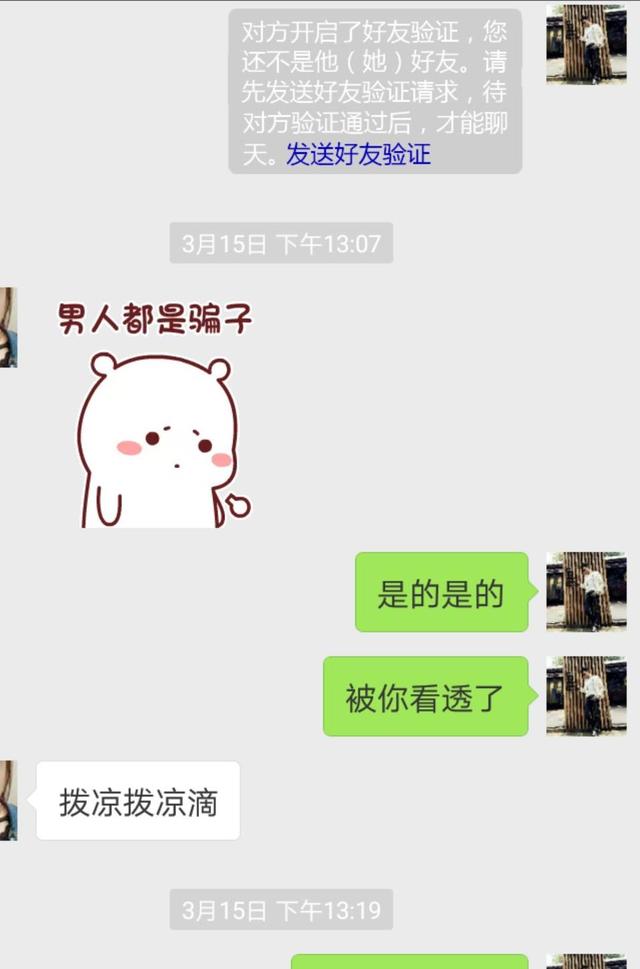 对方开启了好友验证，您
还不是他（她）好友。请
先发送好友验证请求，待
对方验证通过后，才能聊
天。发送好友验证
3月15日 下午13:07
男人都是骗子
是的是的
被你看透了
拨凉拨凉滴
3月15日 下午13:19